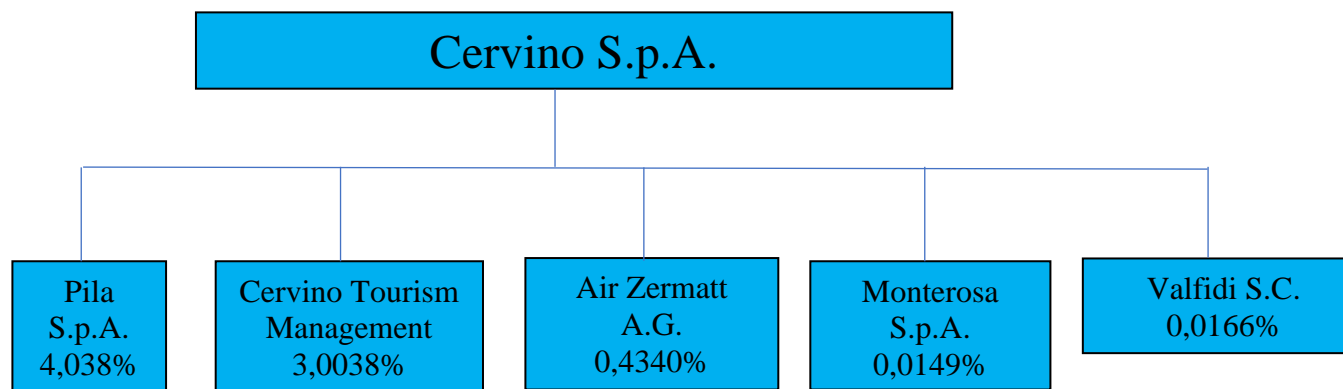 Cervino S.p.A.
Pila
S.p.A.
4,038%
Cervino Tourism
Management
3,0038%
Air Zermatt
A.G.
0,4340%
Monterosa
S.p.A.
0,0149%
Valfidi S.C.
0,0166%